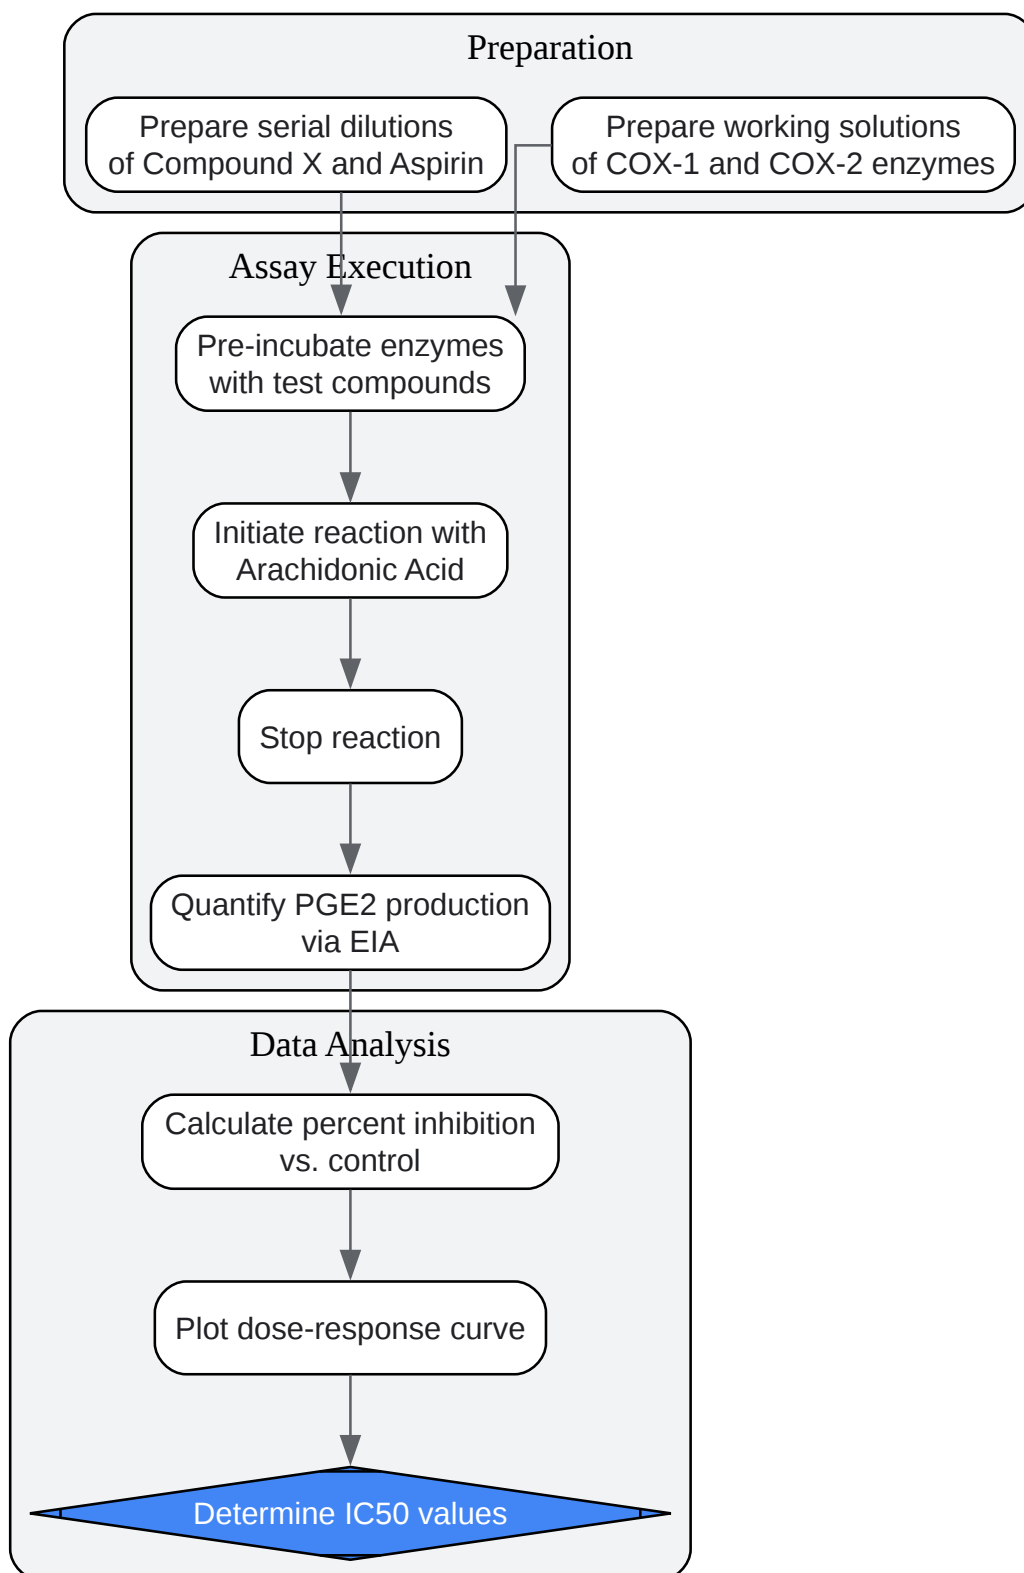 Preparation
Prepare serial dilutions
of Compound X and Aspirin
Prepare working solutions
of COX-1 and COX-2 enzymes
Assay Execution
Pre-incubate enzymes
with test compounds
Initiate reaction with
Arachidonic Acid
Stop reaction
Quantify PGE2 production
via EIA
Data Analysis
Calculate percent inhibition
vs. control
Plot dose-response curve
Determine IC50 values